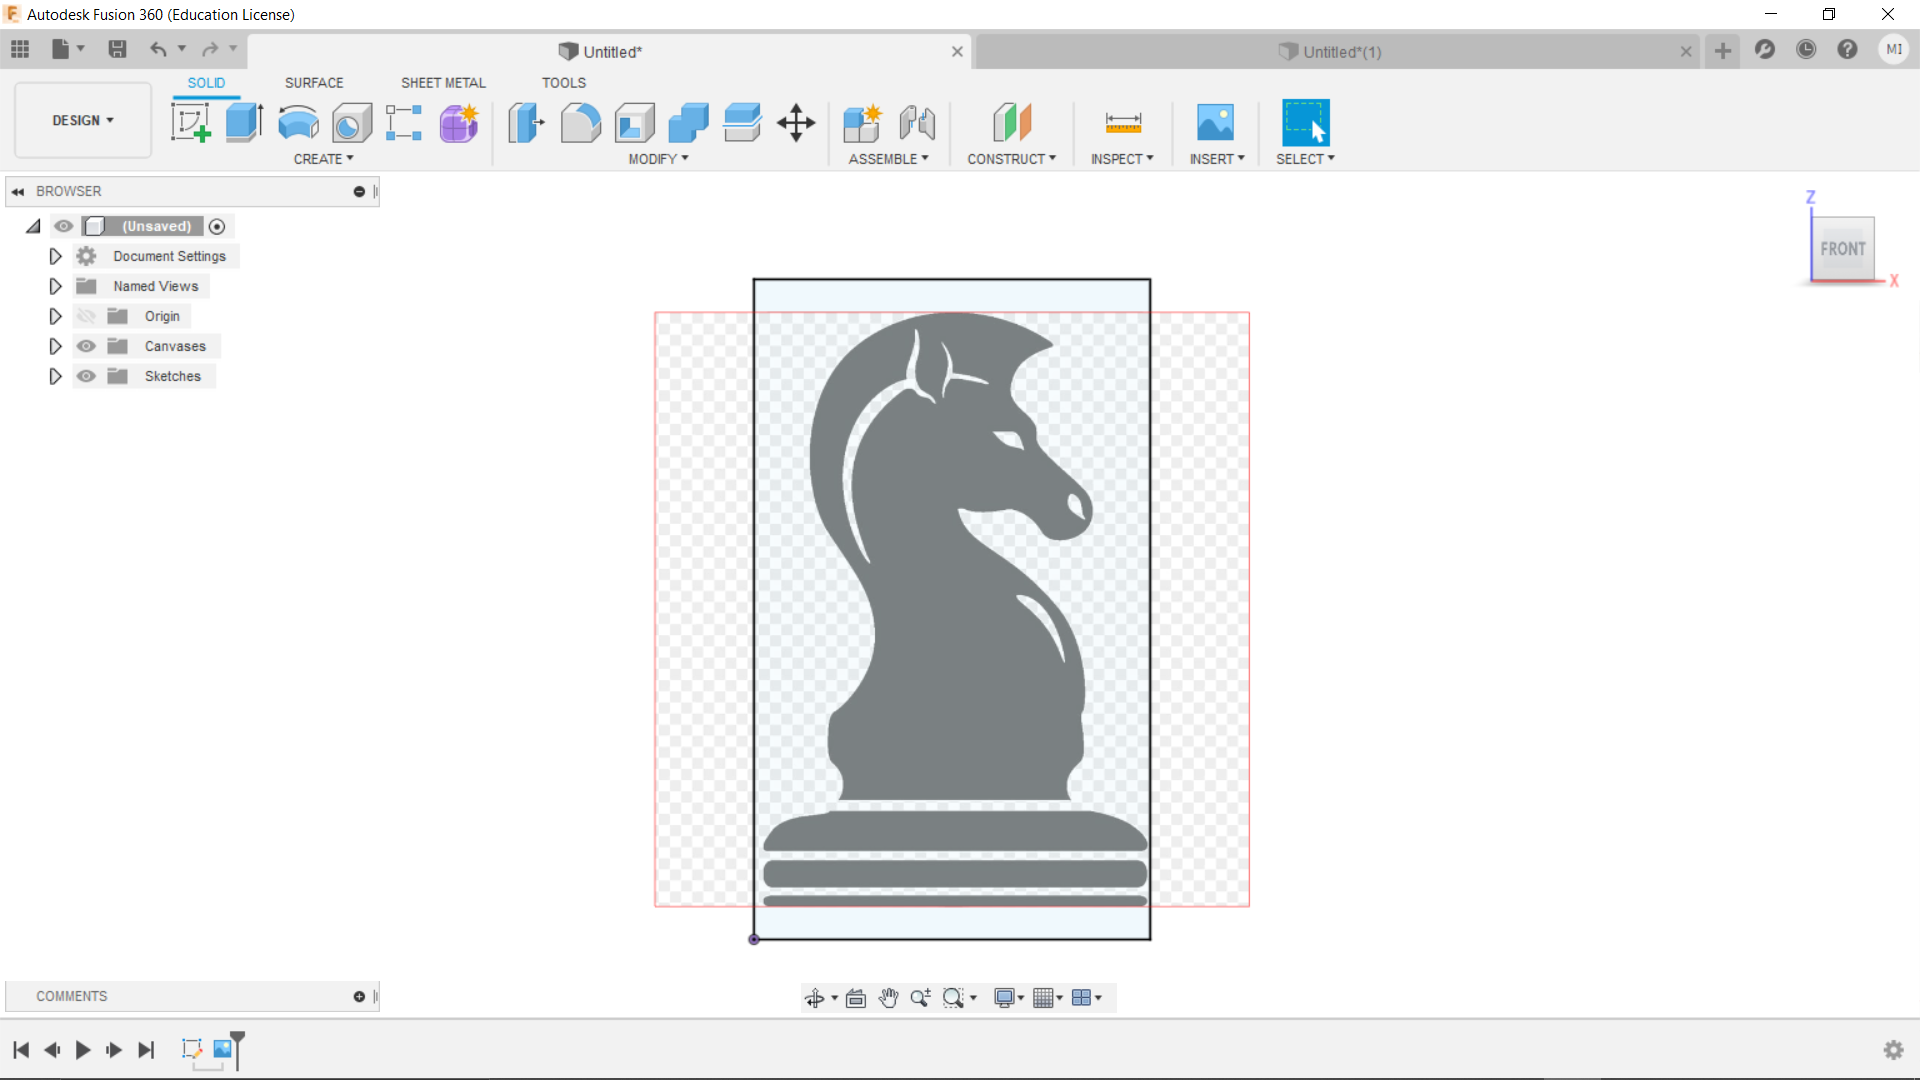 Autodesk Fusion 360 (Education License)
Untitled*
Untitled*(1)
MI
SOLID
SURFACE
SHEET METAL
TOOLS
DESIGN
CREATE
MODIFY
ASSEMBLE
CONSTRUCT
INSPECT
INSERT
SELECT
BROWSER
(Unsaved)
Document Settings
Named Views
Origin
Canvases
Sketches
Z
FRONT
X
COMMENTS